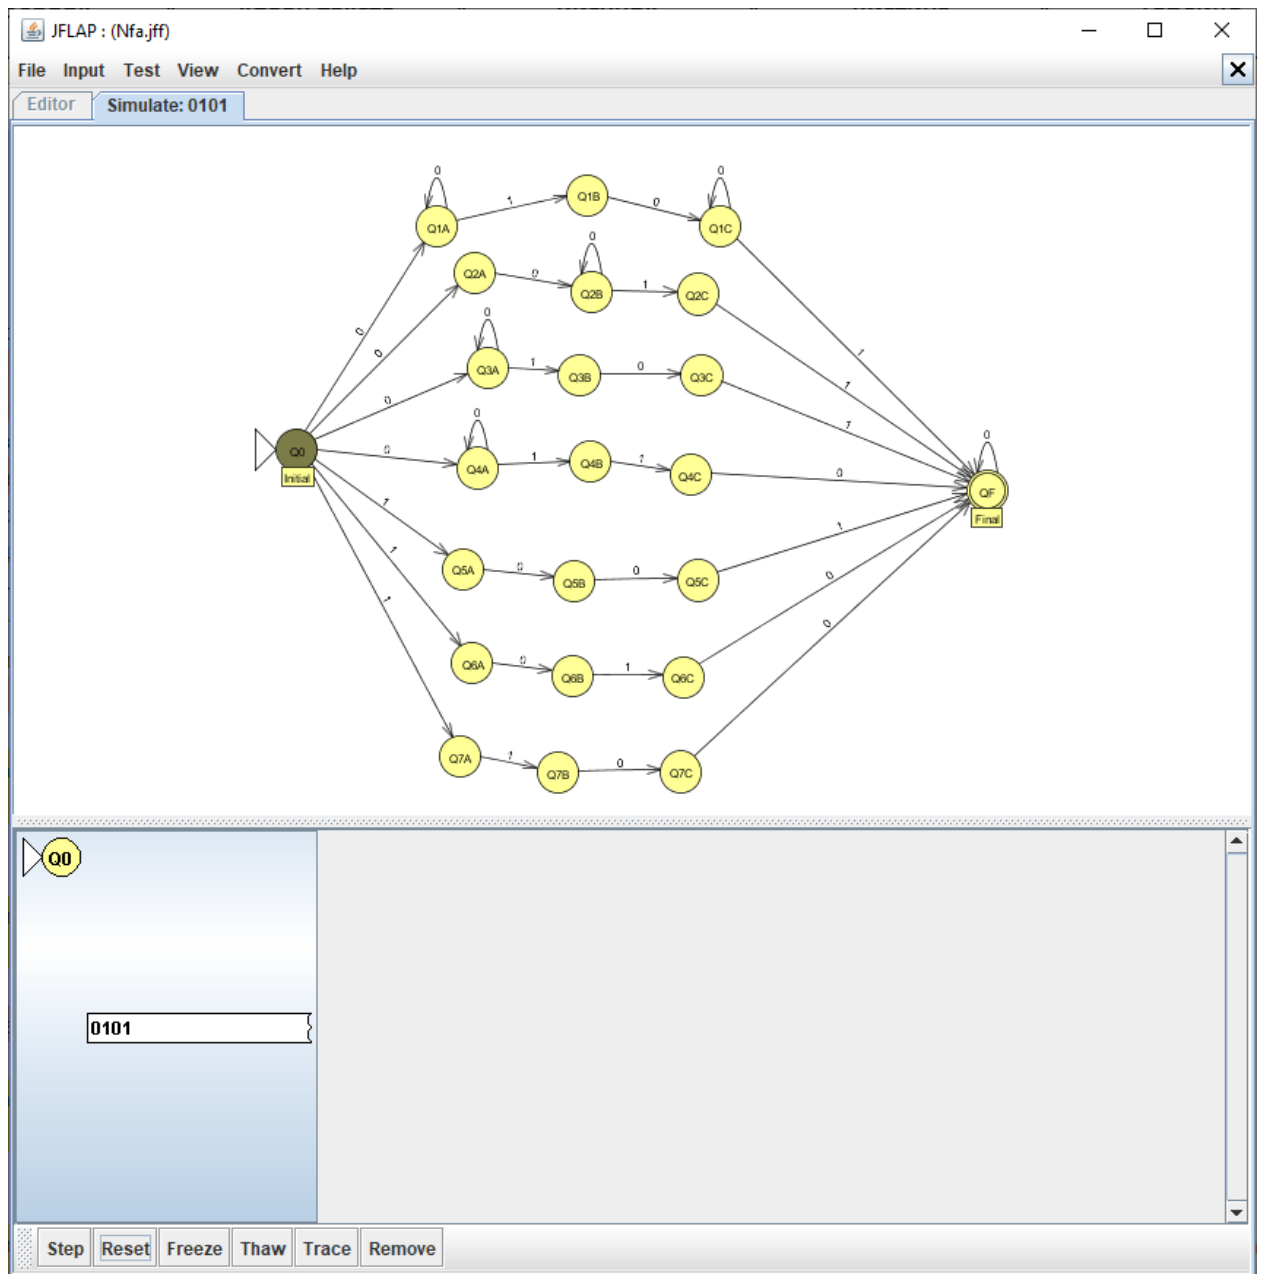 JFLAP : (Nfa.jff)
File Input Test View Convert Help
Editor Simulate: 0101
0 0
Q1A 1 Q1B 0 Q1C
0
Q2A 0 Q2B 1 Q2C
0
0 0 1 1
Q3A 1 Q3B 0 Q3C
0 1
0 0
Q0 0 Q4A 1 Q4B 1 Q4C 0 QF
Initial Final
1 1
Q5A 0 Q5B 0 Q5C
1 0
Q6A 0 Q6B 1 Q6C
1 0
Q7A 1 Q7B 0 Q7C
Q0
0101
Step Reset Freeze Thaw Trace Remove